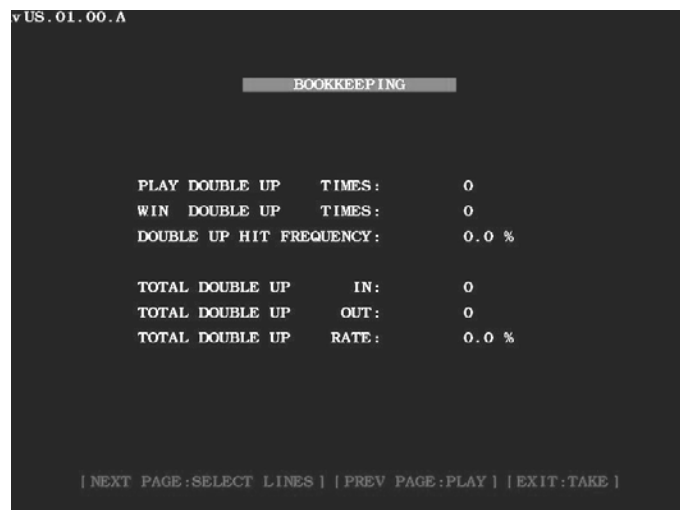 v US.01.00.A
BOOKKEEPING
PLAY DOUBLE UP TIMES: 0
WIN DOUBLE UP TIMES: 0
DOUBLE UP HIT FREQUENCY: 0.0 %
TOTAL DOUBLE UP IN: 0
TOTAL DOUBLE UP OUT: 0
TOTAL DOUBLE UP RATE: 0.0 %
[NEXT PAGE:SELECT LINES] [PREV PAGE:PLAY] [EXIT:TAKE]